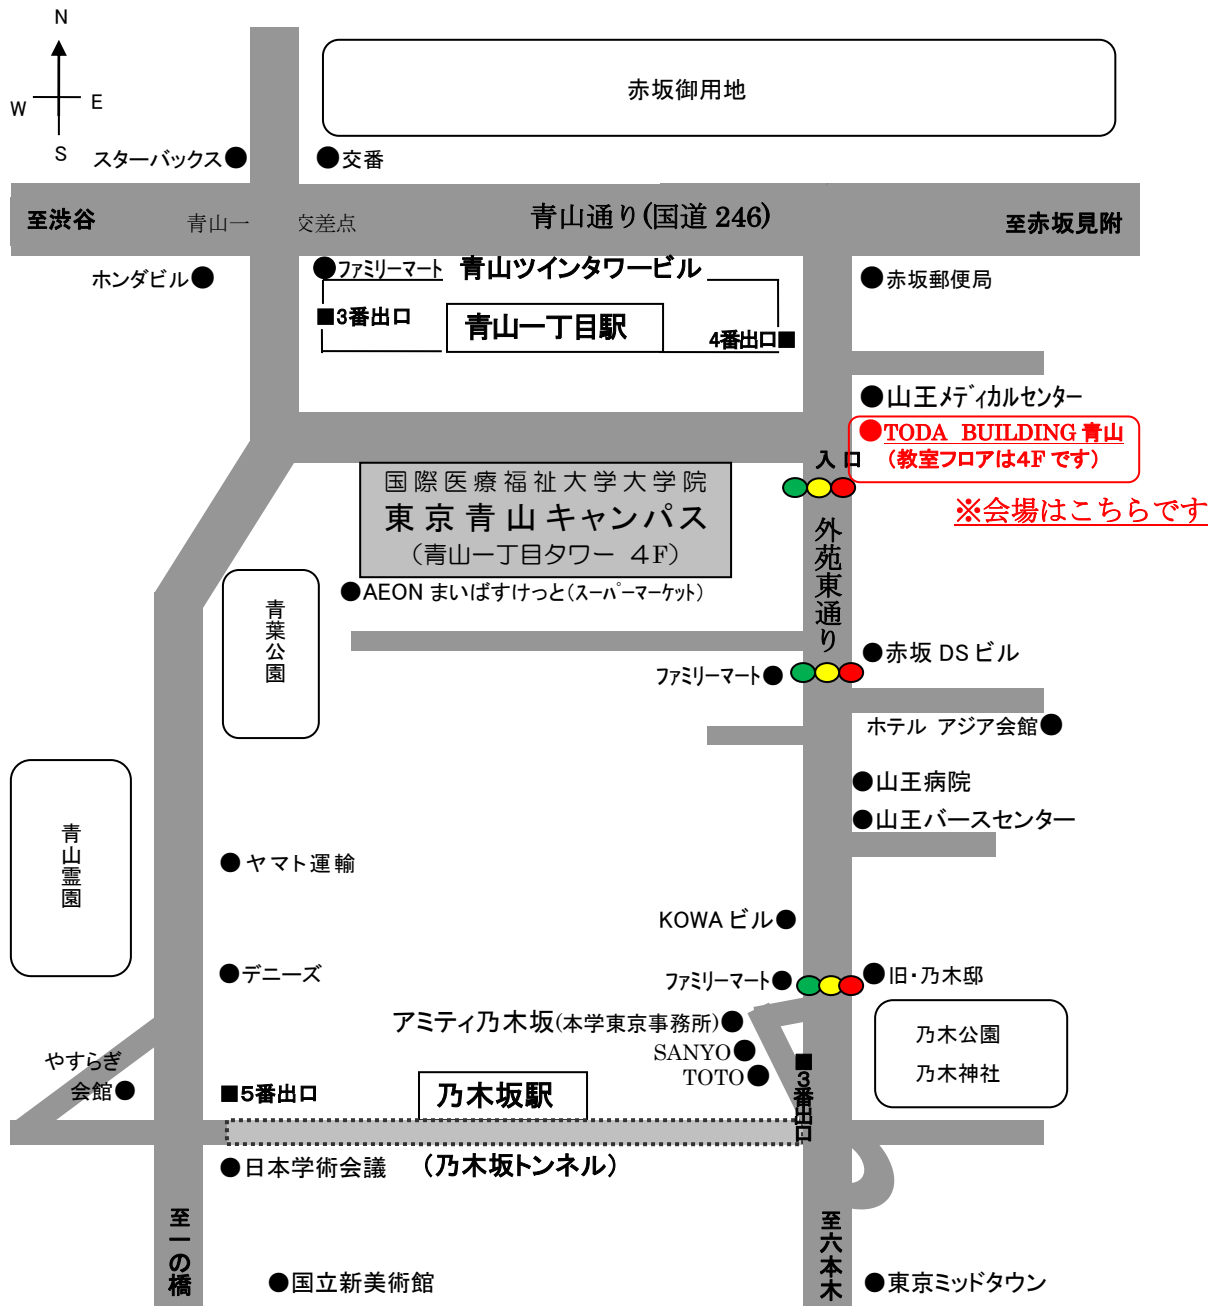 N
W
E
S
赤坂御用地
スターバックス●
●交番
至渋谷
青山一
交差点
青山通り(国道 246)
至赤坂見附
ホンダビル●
●ファミリーマート
青山ツインタワービル
●赤坂郵便局
■3番出口
青山一丁目駅
4番出口■
●山王メディカルセンター
●TODA BUILDING 青山
(教室フロアは4F です)
入口
※会場はこちらです
国際医療福祉大学大学院
東京青山キャンパス
(青山一丁目タワー 4F)
●AEON まいばすけっと(スーパーマーケット)
外苑東通り
青葉公園
●赤坂 DS ビル
ファミリーマート●
ホテル アジア会館●
●山王病院
●山王バースセンター
青山霊園
●ヤマト運輸
KOWA ビル●
●デニーズ
ファミリーマート●
●旧・乃木邸
アミティ乃木坂(本学東京事務所)●
SANYO●
TOTO●
乃木公園
乃木神社
やすらぎ
会館●
■5番出口
乃木坂駅
■3番出口
●日本学術会議
(乃木坂トンネル)
至一の橋
至六本木
●国立新美術館
●東京ミッドタウン